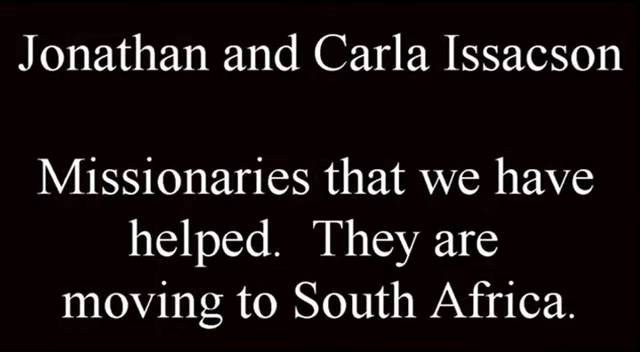 Jonathan and Carla Issacson
Missionaries that we have
helped.  They are
moving to South Africa.